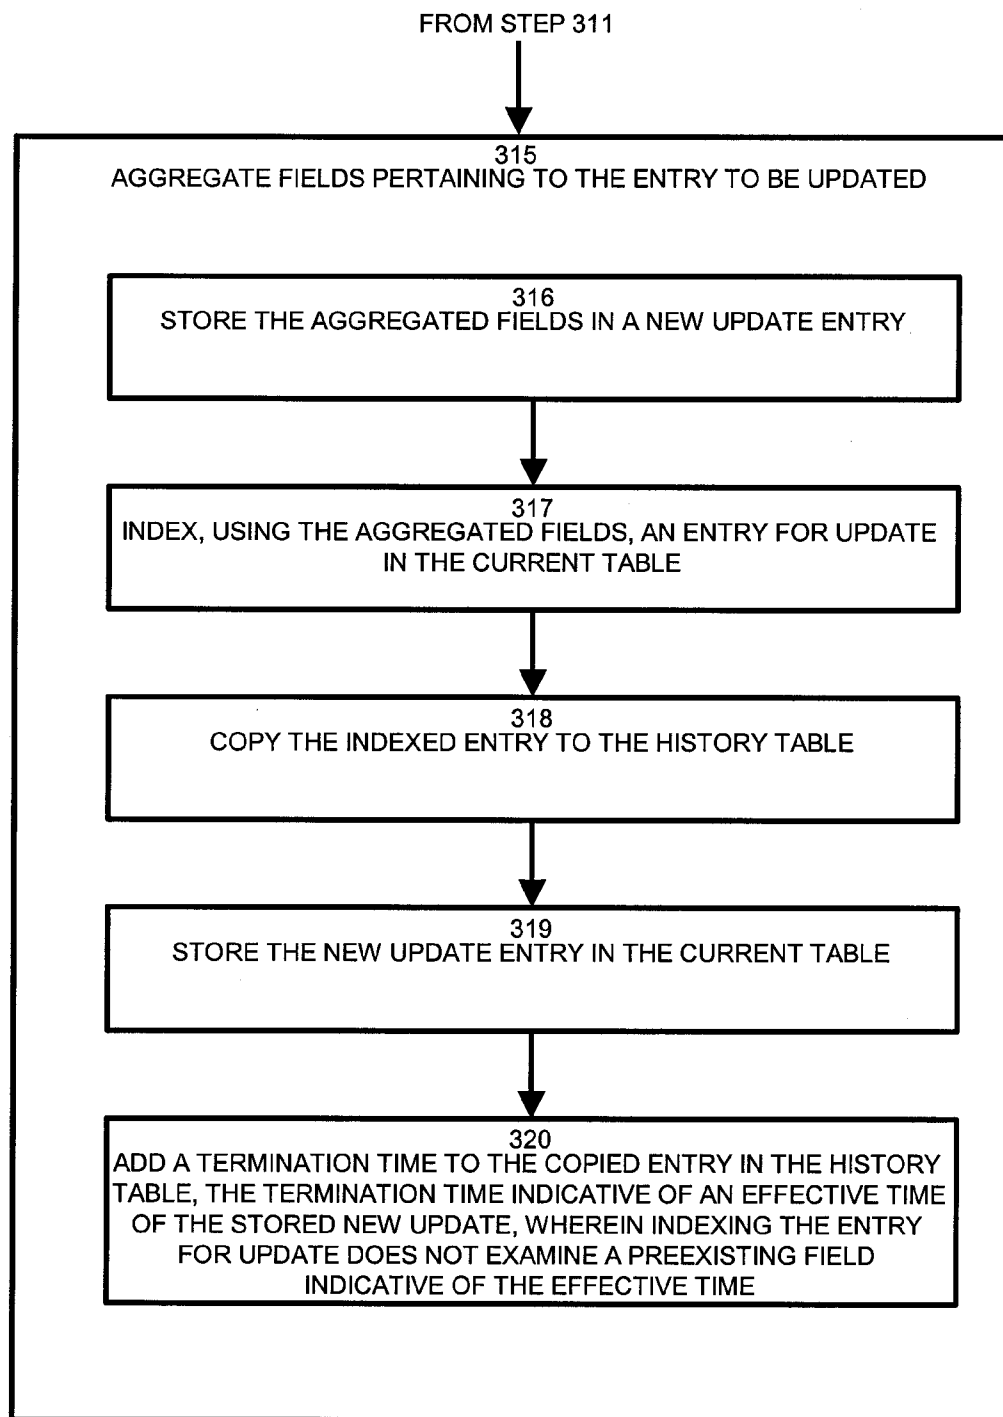 FROM STEP 311
315
AGGREGATE FIELDS PERTAINING TO THE ENTRY TO BE UPDATED
316
STORE THE AGGREGATED FIELDS IN A NEW UPDATE ENTRY
317
INDEX, USING THE AGGREGATED FIELDS, AN ENTRY FOR UPDATE
IN THE CURRENT TABLE
318
COPY THE INDEXED ENTRY TO THE HISTORY TABLE
319
STORE THE NEW UPDATE ENTRY IN THE CURRENT TABLE
320
ADD A TERMINATION TIME TO THE COPIED ENTRY IN THE HISTORY
TABLE, THE TERMINATION TIME INDICATIVE OF AN EFFECTIVE TIME
OF THE STORED NEW UPDATE, WHEREIN INDEXING THE ENTRY
FOR UPDATE DOES NOT EXAMINE A PREEXISTING FIELD
INDICATIVE OF THE EFFECTIVE TIME